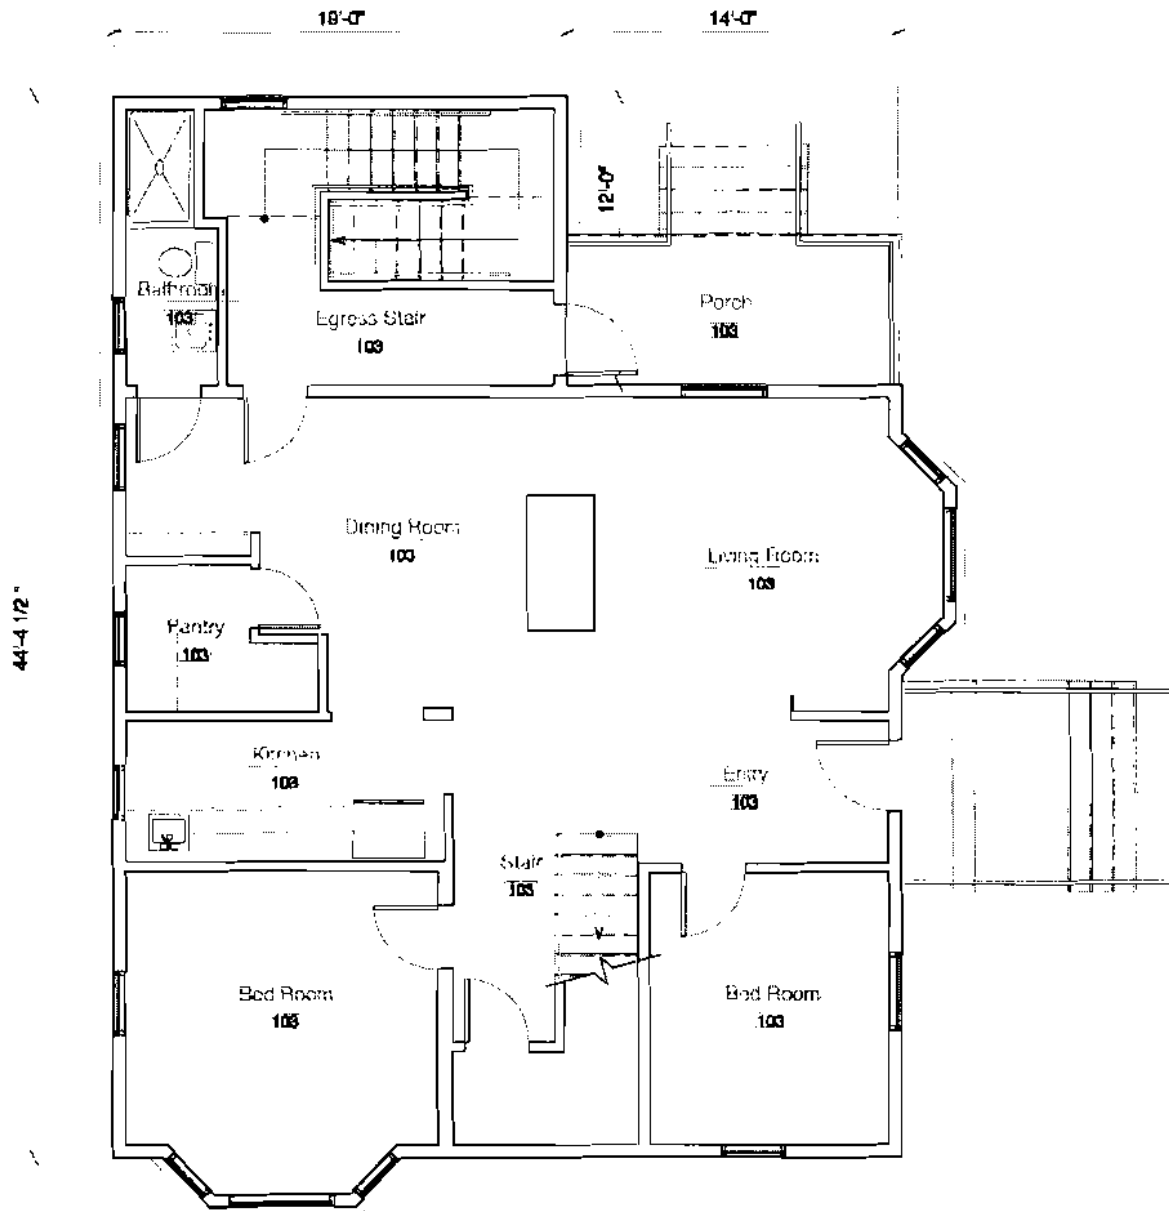 19'-0"
14'-0"
12'-0"
Bathroom
103
Egress Stair
103
Porch
103
Dining Room
103
Living Room
103
44'-4 1/2"
Pantry
103
Kitchen
103
Entry
103
Stair
103
Bed Room
103
Bed Room
103